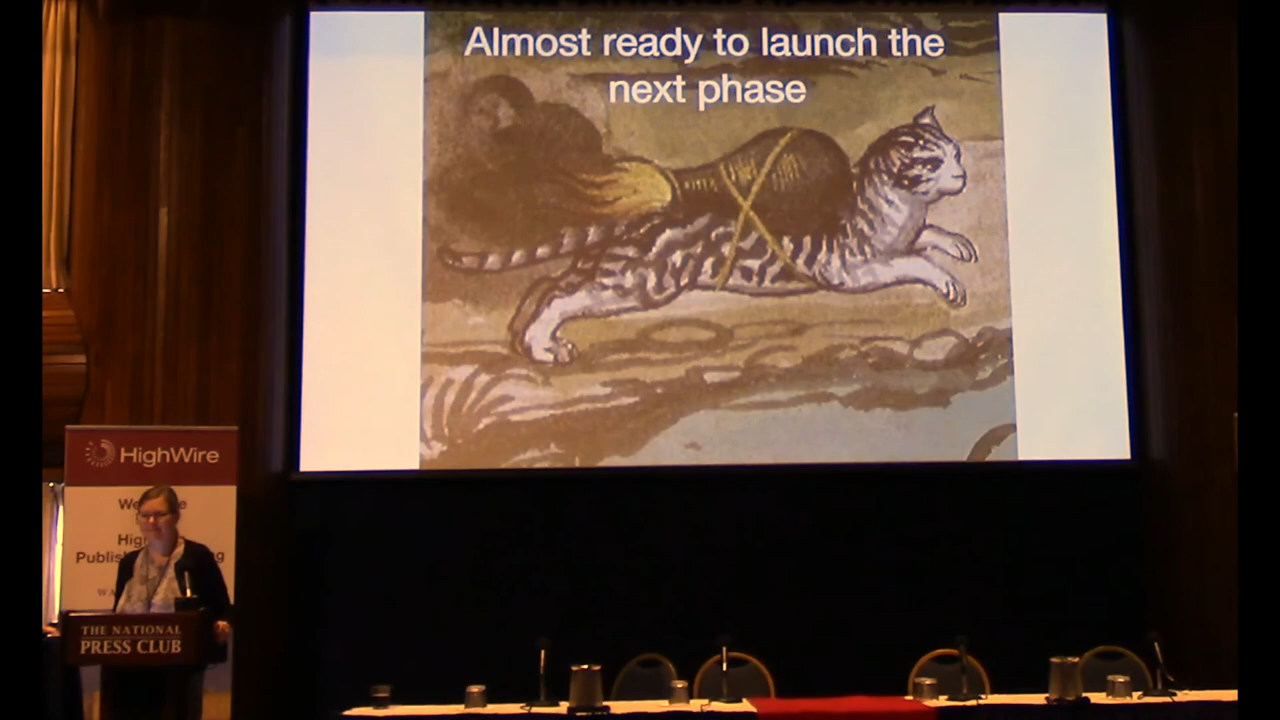 Almost ready to launch the
next phase
HighWire
THE NATIONAL
PRESS CLUB